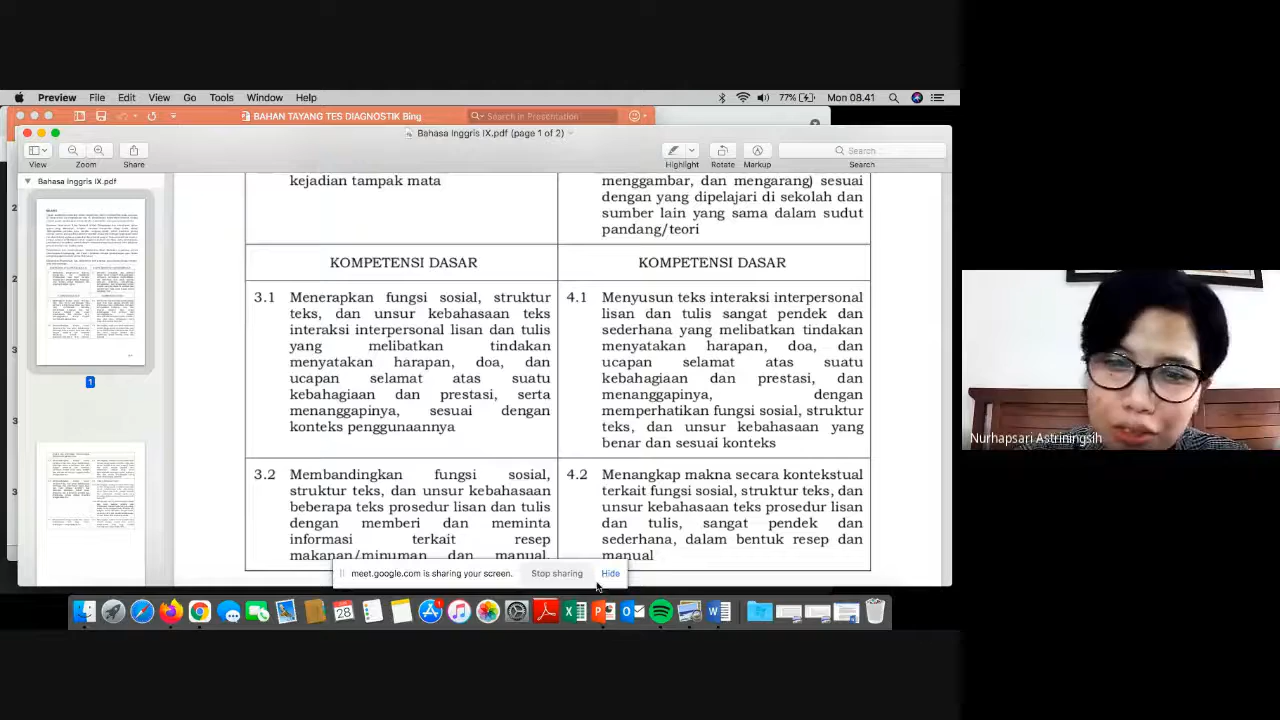 Preview File Edit View Go Tools Window Help 77% Mon 08.41
BAHAN TAYANG TES DIAGNOSTIK Bing Search in Presentation
Bahasa Inggris IX.pdf (page 1 of 2)
View Zoom Share Highlight Rotate Markup Search
Search
Bahasa Inggris IX.pdf
1
kejadian tampak mata
menggambar, dan mengarang) sesuai
dengan yang dipelajari di sekolah dan
sumber lain yang sama dalam sudut
pandang/teori
KOMPETENSI DASAR
KOMPETENSI DASAR
3.1 Menerapkan fungsi sosial, struktur
teks, dan unsur kebahasaan teks
interaksi interpersonal lisan dan tulis
yang melibatkan tindakan
menyatakan harapan, doa, dan
ucapan selamat atas suatu
kebahagiaan dan prestasi, serta
menanggapinya, sesuai dengan
konteks penggunaannya
4.1 Menyusun teks interaksi interpersonal
lisan dan tulis sangat pendek dan
sederhana yang melibatkan tindakan
menyatakan harapan, doa, dan
ucapan selamat atas suatu
kebahagiaan dan prestasi, dan
menanggapinya, dengan
memperhatikan fungsi sosial, struktur
teks, dan unsur kebahasaan yang
benar dan sesuai konteks
3.2 Membandingkan fungsi sosial,
struktur teks, dan unsur kebahasaan
beberapa teks prosedur lisan dan tulis
dengan memberi dan meminta
informasi terkait resep
makanan/minuman dan manual,
4.2 Menangkap makna secara kontekstual
terkait fungsi sosial, struktur teks, dan
unsur kebahasaan teks prosedur lisan
dan tulis, sangat pendek dan
sederhana, dalam bentuk resep dan
manual
meet.google.com is sharing your screen. Stop sharing Hide
28
Nurhapsari Astriningsih